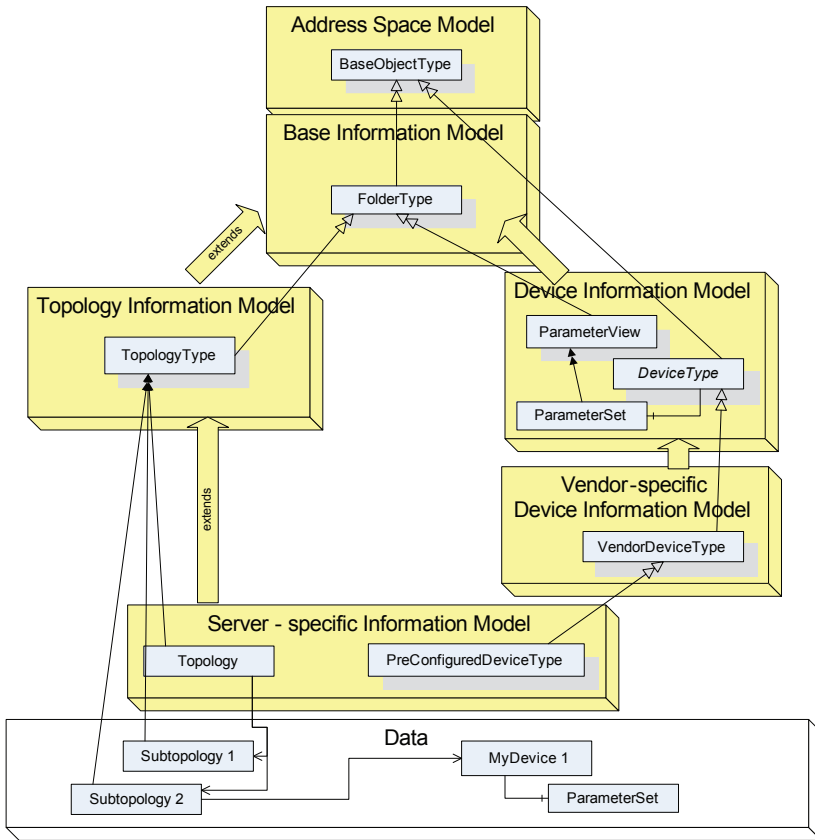 Address Space Model
BaseObjectType
Base Information Model
FolderType
extends
Topology Information Model
TopologyType
Device Information Model
ParameterView
DeviceType
ParameterSet
extends
Vendor-specific
Device Information Model
VendorDeviceType
Server - specific Information Model
Topology
PreConfiguredDeviceType
Data
Subtopology 1
MyDevice 1
Subtopology 2
ParameterSet